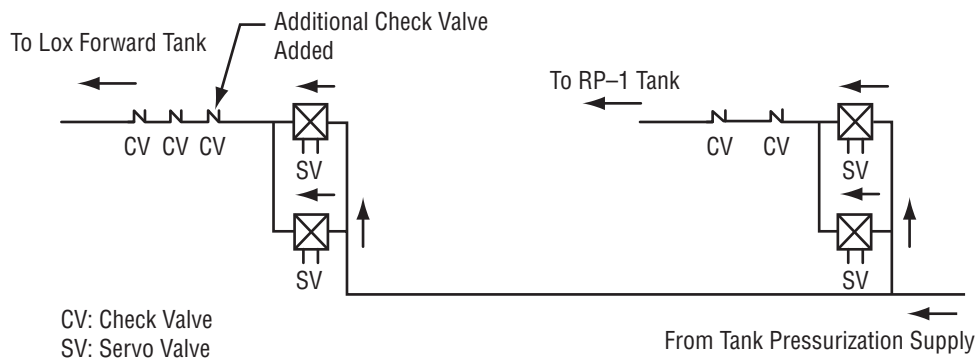 Additional Check Valve
Added
To Lox Forward Tank
To RP–1 Tank
CV CV CV
SV
CV CV
SV
SV
SV
CV: Check Valve
SV: Servo Valve
From Tank Pressurization Supply